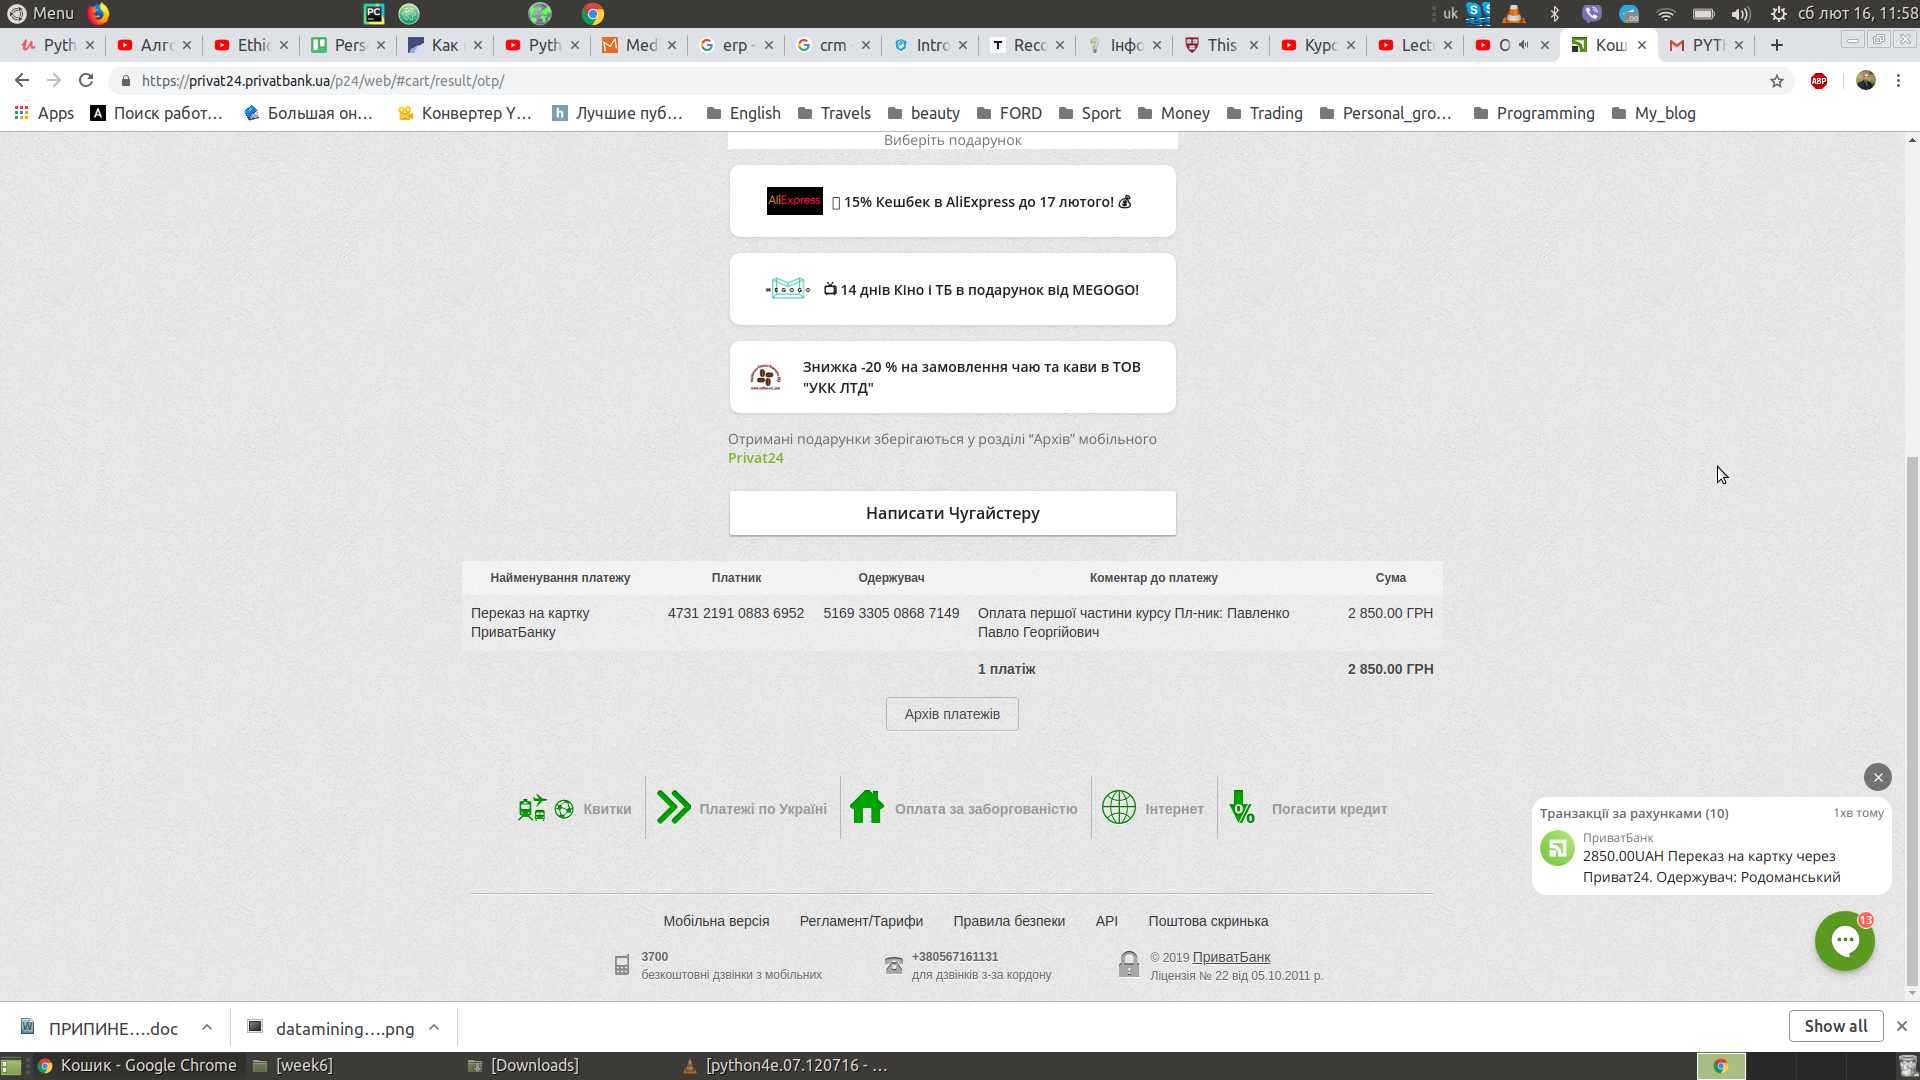 Menu
uk
.06
сб лют 16, 11:58
Pyth
Алго
Ethic
Pers
Как
Pyth
Med
erp -
crm
Intro
Reco
Інфо
This
Курс
Lect
O
Кош
PYTH
https://privat24.privatbank.ua/p24/web/#cart/result/otp/
ABP
Apps
Поиск работ…
Большая он…
Конвертер Y…
Лучшие пуб…
English
Travels
beauty
FORD
Sport
Money
Trading
Personal_gro…
Programming
My_blog
Виберіть подарунок
AliExpress
15% Кешбек в AliExpress до 17 лютого! 💰
MEGOGO
📺 14 днів Кіно і ТБ в подарунок від MEGOGO!
Знижка -20 % на замовлення чаю та кави в ТОВ
"УКК ЛТД"
Отримані подарунки зберігаються у розділі “Архів” мобільного
Privat24
Написати Чугайстеру
Найменування платежу
Платник
Одержувач
Коментар до платежу
Сума
Переказ на картку
ПриватБанку
4731 2191 0883 6952
5169 3305 0868 7149
Оплата першої частини курсу Пл-ник: Павленко
Павло Георгійович
2 850.00 ГРН
1 платіж
2 850.00 ГРН
Архів платежів
Квитки
Платежі по Україні
Оплата за заборгованістю
Інтернет
Погасити кредит
Транзакції за рахунками (10)
1хв тому
ПриватБанк
2850.00UAH Переказ на картку через
Приват24. Одержувач: Родоманський
13
Мобільна версія
Регламент/Тарифи
Правила безпеки
API
Поштова скринька
3700
безкоштовні дзвінки з мобільних
+380567161131
для дзвінків з-за кордону
© 2019 ПриватБанк
Ліцензія № 22 від 05.10.2011 р.
ПРИПИНЕ….doc
datamining….png
Show all
Кошик - Google Chrome
[week6]
[Downloads]
[python4e.07.120716 - …